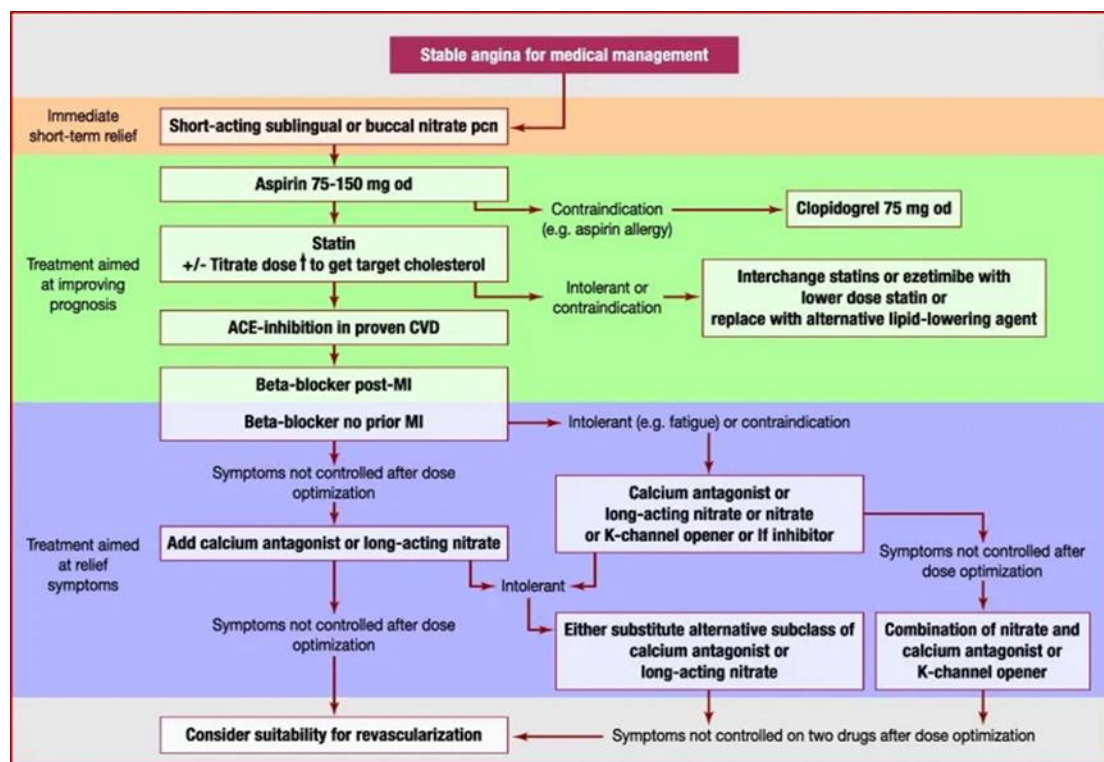 Stable angina for medical management
Immediate
short-term relief
Short-acting sublingual or buccal nitrate pcn
Treatment aimed
at improving
prognosis
Aspirin 75-150 mg od
Contraindication
(e.g. aspirin allergy)
Clopidogrel 75 mg od
Statin
+/- Titrate dose ↑ to get target cholesterol
Intolerant or
contraindication
Interchange statins or ezetimibe with
lower dose statin or
replace with alternative lipid-lowering agent
ACE-inhibition in proven CVD
Beta-blocker post-MI
Beta-blocker no prior MI
Intolerant (e.g. fatigue) or contraindication
Treatment aimed
at relief
symptoms
Symptoms not controlled after dose
optimization
Calcium antagonist or
long-acting nitrate or nitrate
or K-channel opener or If inhibitor
Add calcium antagonist or long-acting nitrate
Intolerant
Symptoms not controlled after
dose optimization
Symptoms not controlled after dose
optimization
Either substitute alternative subclass of
calcium antagonist or
long-acting nitrate
Combination of nitrate and
calcium antagonist or
K-channel opener
Consider suitability for revascularization
Symptoms not controlled on two drugs after dose optimization